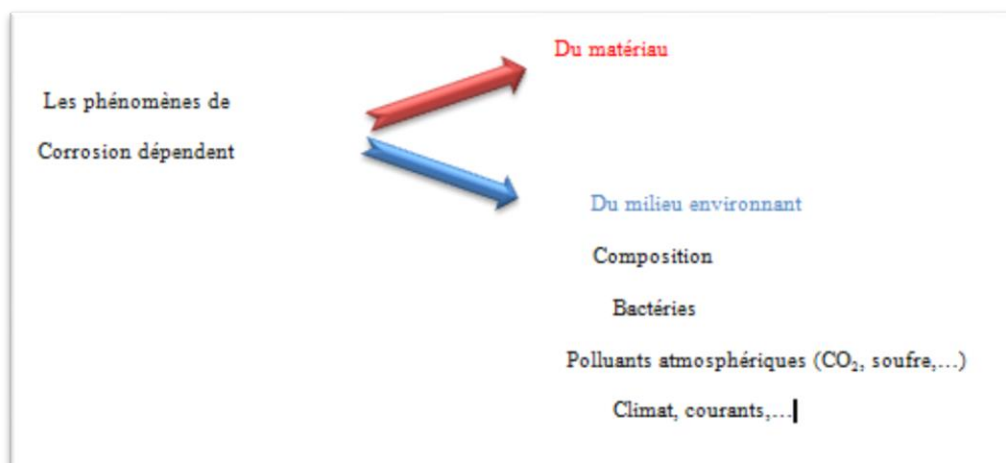 Les phénomènes de
Corrosion dépendent
Du matériau
Du milieu environnant
Composition
Bactéries
Polluants atmosphériques (CO₂, soufre,…)
Climat, courants,…